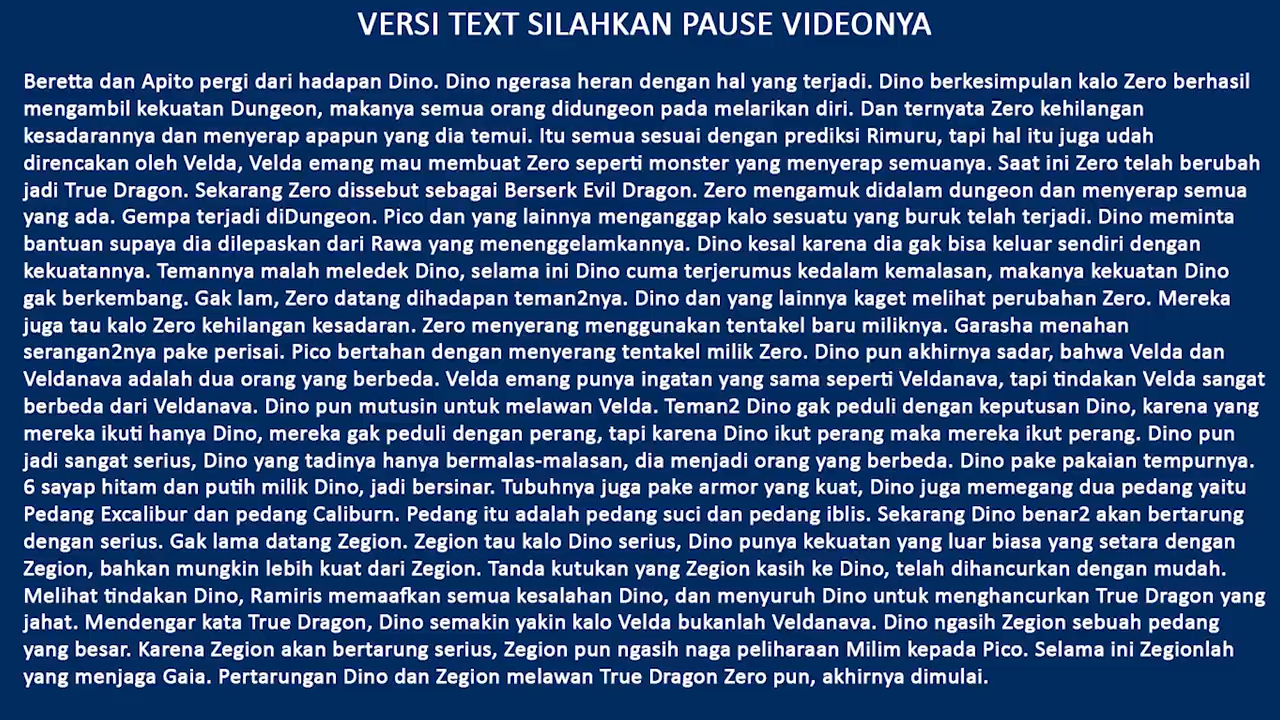 VERSI TEXT SILAHKAN PAUSE VIDEONYA
Beretta dan Apito pergi dari hadapan Dino. Dino ngerasa heran dengan hal yang terjadi. Dino berkesimpulan kalo Zero berhasil
mengambil kekuatan Dungeon, makanya semua orang didungeon pada melarikan diri. Dan ternyata Zero kehilangan
kesadarannya dan menyerap apapun yang dia temui. Itu semua sesuai dengan prediksi Rimuru, tapi hal itu juga udah
direncakan oleh Velda, Velda emang mau membuat Zero seperti monster yang menyerap semuanya. Saat ini Zero telah berubah
jadi True Dragon. Sekarang Zero dissebut sebagai Berserk Evil Dragon. Zero mengamuk didalam dungeon dan menyerap semua
yang ada. Gempa terjadi diDungeon. Pico dan yang lainnya menganggap kalo sesuatu yang buruk telah terjadi. Dino meminta
bantuan supaya dia dilepaskan dari Rawa yang menenggelamkannya. Dino kesal karena dia gak bisa keluar sendiri dengan
kekuatannya. Temannya malah meledek Dino, selama ini Dino cuma terjerumus kedalam kemalasan, makanya kekuatan Dino
gak berkembang. Gak lam, Zero datang dihadapan teman2nya. Dino dan yang lainnya kaget melihat perubahan Zero. Mereka
juga tau kalo Zero kehilangan kesadaran. Zero menyerang menggunakan tentakel baru miliknya. Garasha menahan
serangan2nya pake perisai. Pico bertahan dengan menyerang tentakel milik Zero. Dino pun akhirnya sadar, bahwa Velda dan
Veldanava adalah dua orang yang berbeda. Velda emang punya ingatan yang sama seperti Veldanava, tapi tindakan Velda sangat
berbeda dari Veldanava. Dino pun mutusin untuk melawan Velda. Teman2 Dino gak peduli dengan keputusan Dino, karena yang
mereka ikuti hanya Dino, mereka gak peduli dengan perang, tapi karena Dino ikut perang maka mereka ikut perang. Dino pun
jadi sangat serius, Dino yang tadinya hanya bermalas-malasan, dia menjadi orang yang berbeda. Dino pake pakaian tempurnya.
6 sayap hitam dan putih milik Dino, jadi bersinar. Tubuhnya juga pake armor yang kuat, Dino juga memegang dua pedang yaitu
Pedang Excalibur dan pedang Caliburn. Pedang itu adalah pedang suci dan pedang iblis. Sekarang Dino benar2 akan bertarung
dengan serius. Gak lama datang Zegion. Zegion tau kalo Dino serius, Dino punya kekuatan yang luar biasa yang setara dengan
Zegion, bahkan mungkin lebih kuat dari Zegion. Tanda kutukan yang Zegion kasih ke Dino, telah dihancurkan dengan mudah.
Melihat tindakan Dino, Ramiris memaafkan semua kesalahan Dino, dan menyuruh Dino untuk menghancurkan True Dragon yang
jahat. Mendengar kata True Dragon, Dino semakin yakin kalo Velda bukanlah Veldanava. Dino ngasih Zegion sebuah pedang
yang besar. Karena Zegion akan bertarung serius, Zegion pun ngasih naga peliharaan Milim kepada Pico. Selama ini Zegionlah
yang menjaga Gaia. Pertarungan Dino dan Zegion melawan True Dragon Zero pun, akhirnya dimulai.